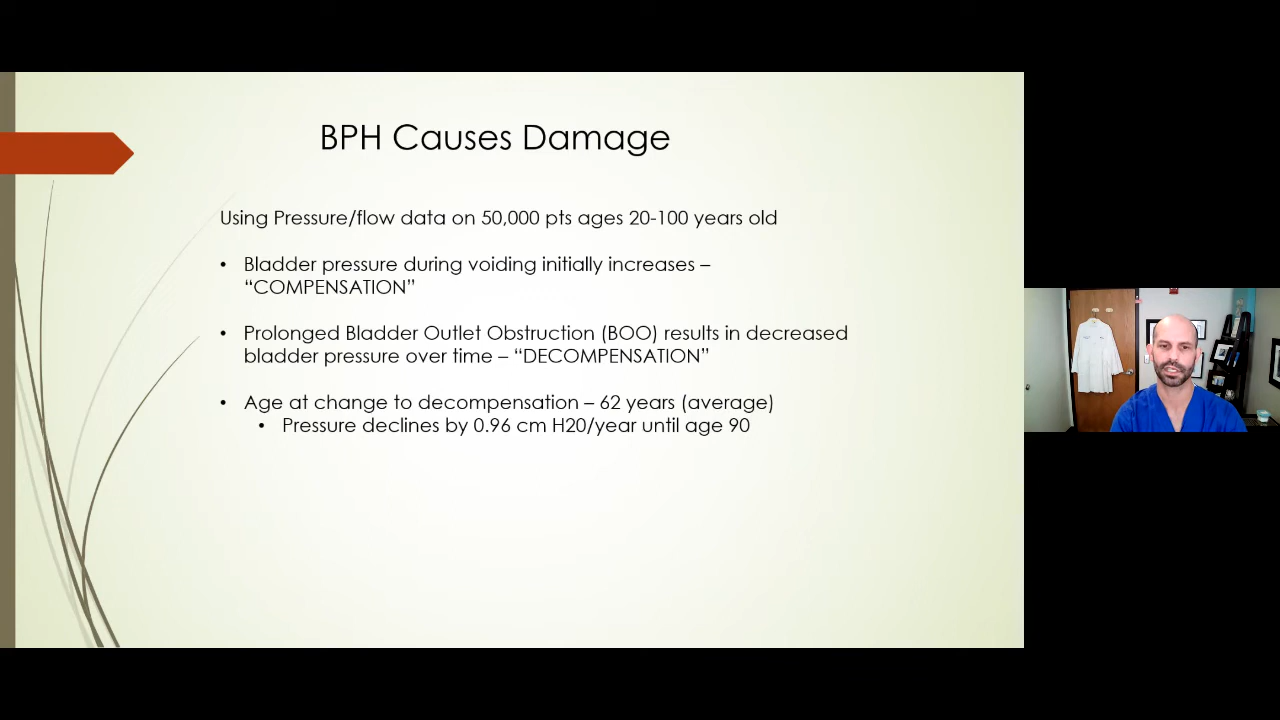 BPH Causes Damage
Using Pressure/flow data on 50,000 pts ages 20-100 years old
• Bladder pressure during voiding initially increases –
“COMPENSATION”
• Prolonged Bladder Outlet Obstruction (BOO) results in decreased
bladder pressure over time – “DECOMPENSATION”
• Age at change to decompensation – 62 years (average)
• Pressure declines by 0.96 cm H20/year until age 90